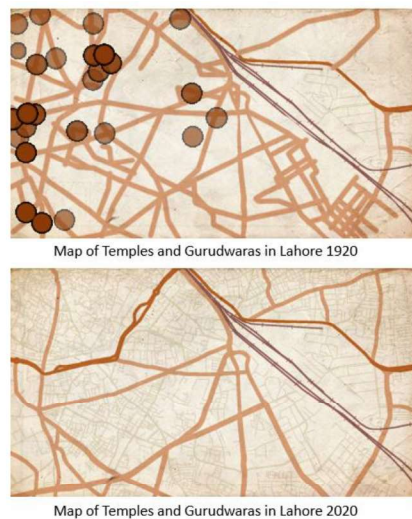 Map of Temples and Gurudwaras in Lahore 1920
Map of Temples and Gurudwaras in Lahore 2020